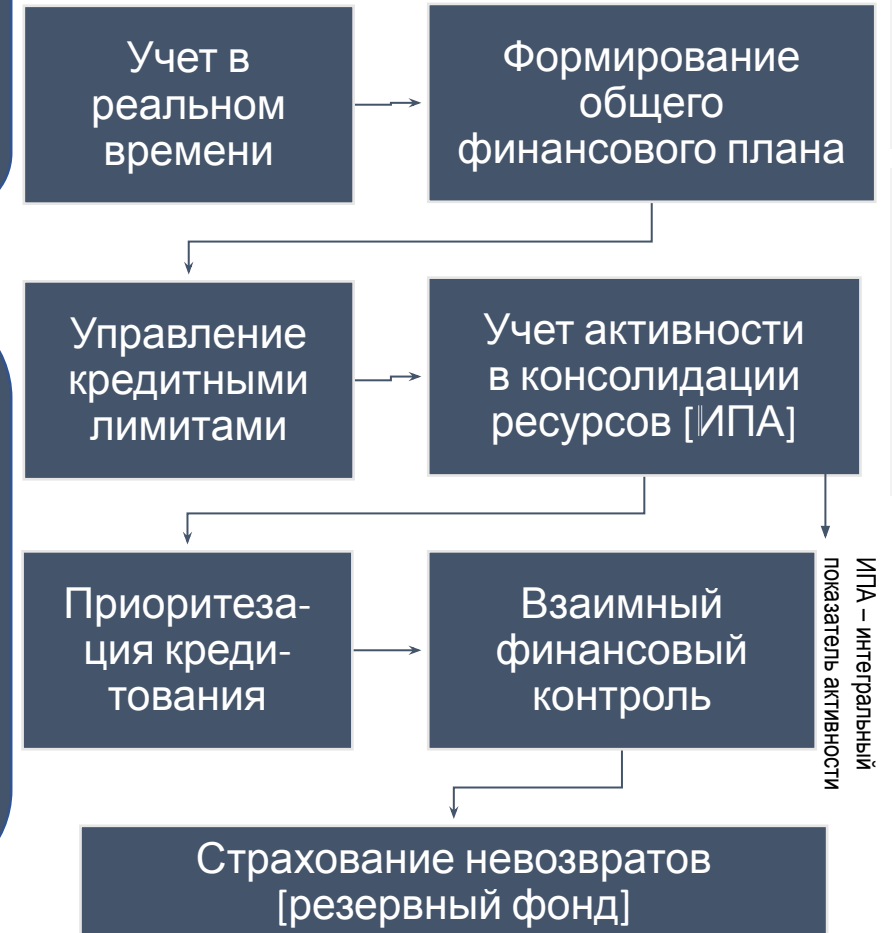 Учет в
реальном
времени
Формирование
общего
финансового плана
Управление
кредитными
лимитами
Учет активности
в консолидации
ресурсов [ИПА]
ИПА – интегральный
показатель активности
Приоритеза-
ция креди-
тования
Взаимный
финансовый
контроль
Страхование невозвратов
[резервный фонд]